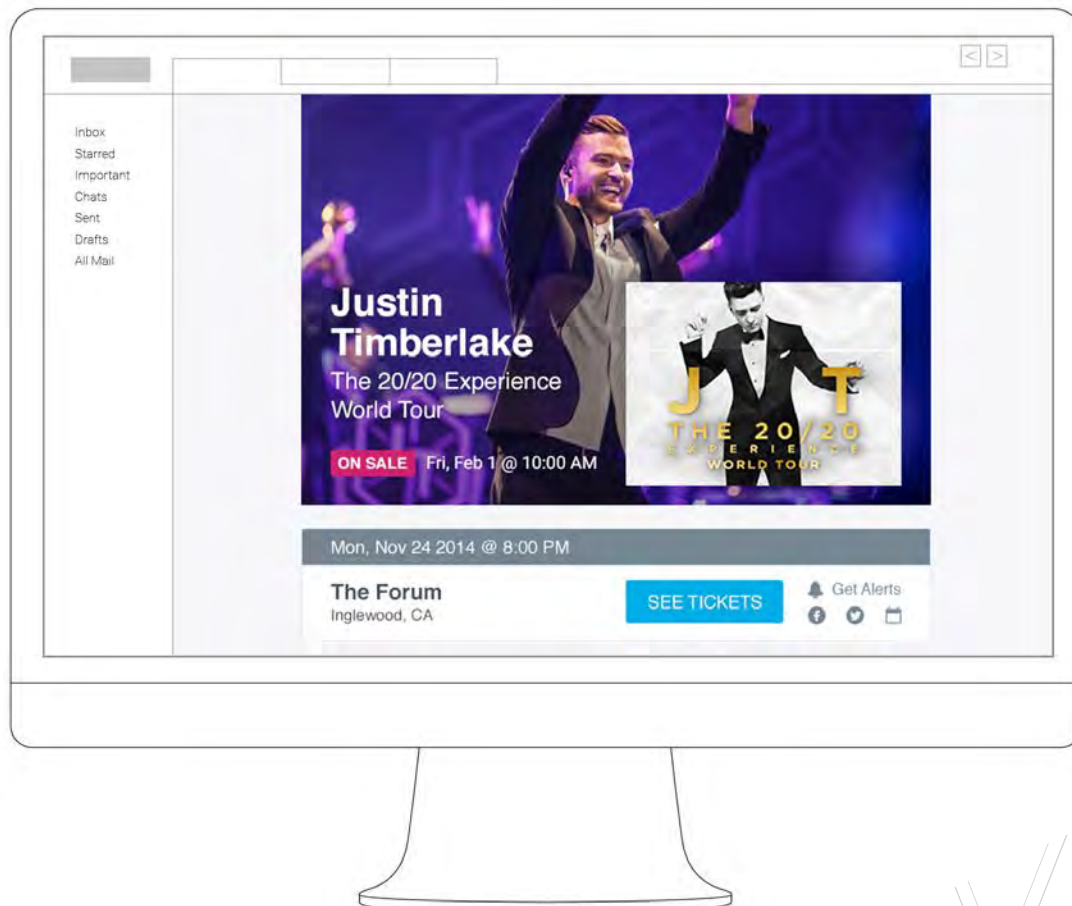 < >
Inbox
Starred
Important
Chats
Sent
Drafts
All Mail
Justin
Timberlake
The 20/20 Experience
World Tour
ON SALE Fri, Feb 1 @ 10:00 AM
J T
THE 20/20
EXPERIENCE
WORLD TOUR
Mon, Nov 24 2014 @ 8:00 PM
The Forum
Inglewood, CA
SEE TICKETS
Get Alerts